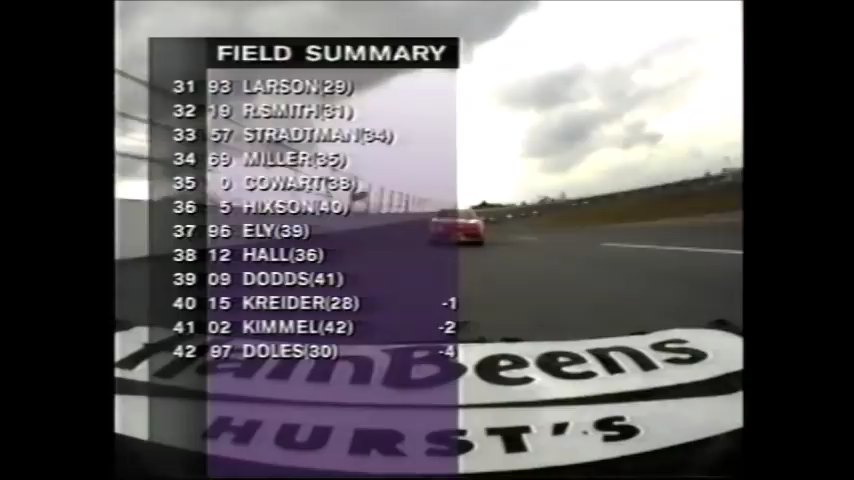 FIELD SUMMARY
31 93 LARSON(29)
32 19 R.SMITH(31)
33 57 STRADTMAN(34)
34 69 MILLER(35)
35 0 COWART(38)
36 5 HIXSON(40)
37 96 ELY(39)
38 12 HALL(36)
39 09 DODDS(41)
40 15 KREIDER(28) -1
41 02 KIMMEL(42) -2
42 97 DOLES(30) -4
HamBeens
HURST'S